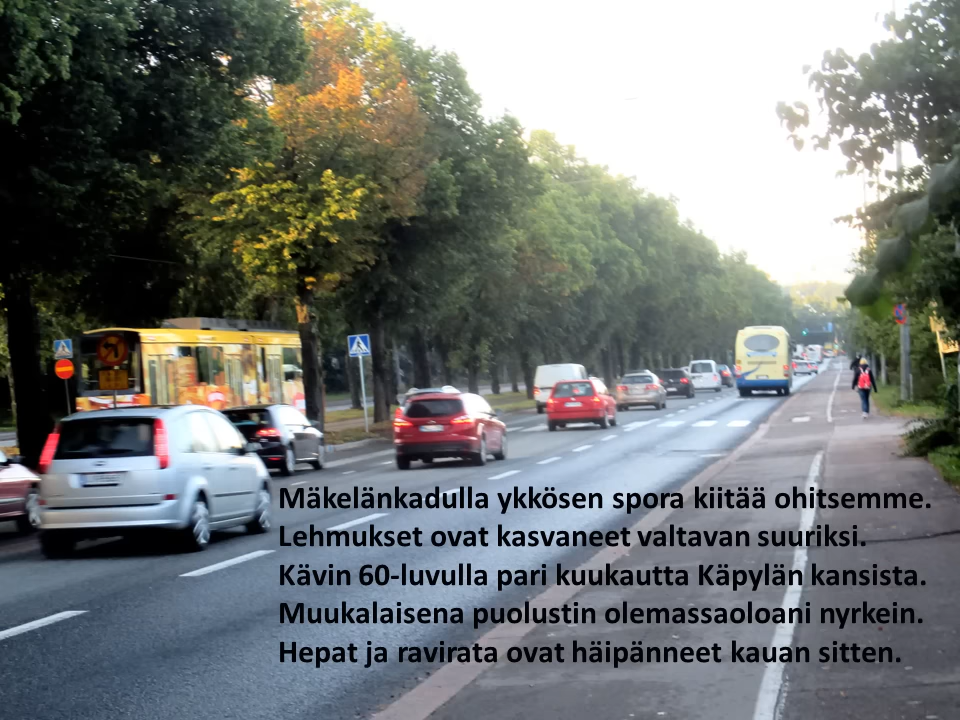 Mäkelänkadulla ykkösen spora kiitää ohitsemme.
Lehmukset ovat kasvaneet valtavan suuriksi.
Kävin 60-luvulla pari kuukautta Käpylän kansista.
Muukalaisena puolustin olemassaoloani nyrkein.
Hepat ja ravirata ovat häipänneet kauan sitten.